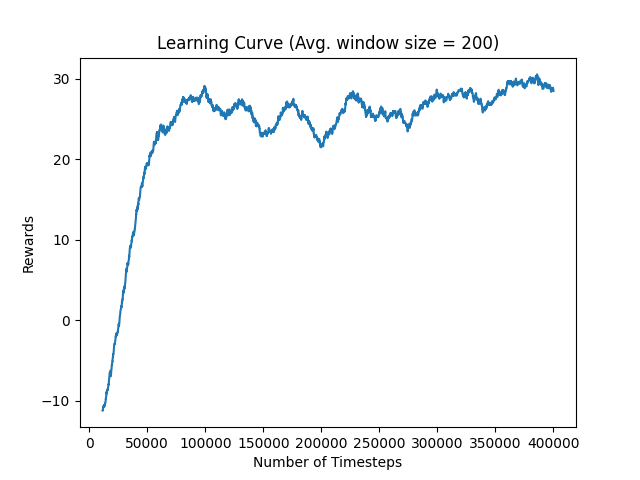 Learning Curve (Avg. window size = 200)
Rewards
30
20
10
0
−10
0 50000 100000 150000 200000 250000 300000 350000 400000
Number of Timesteps